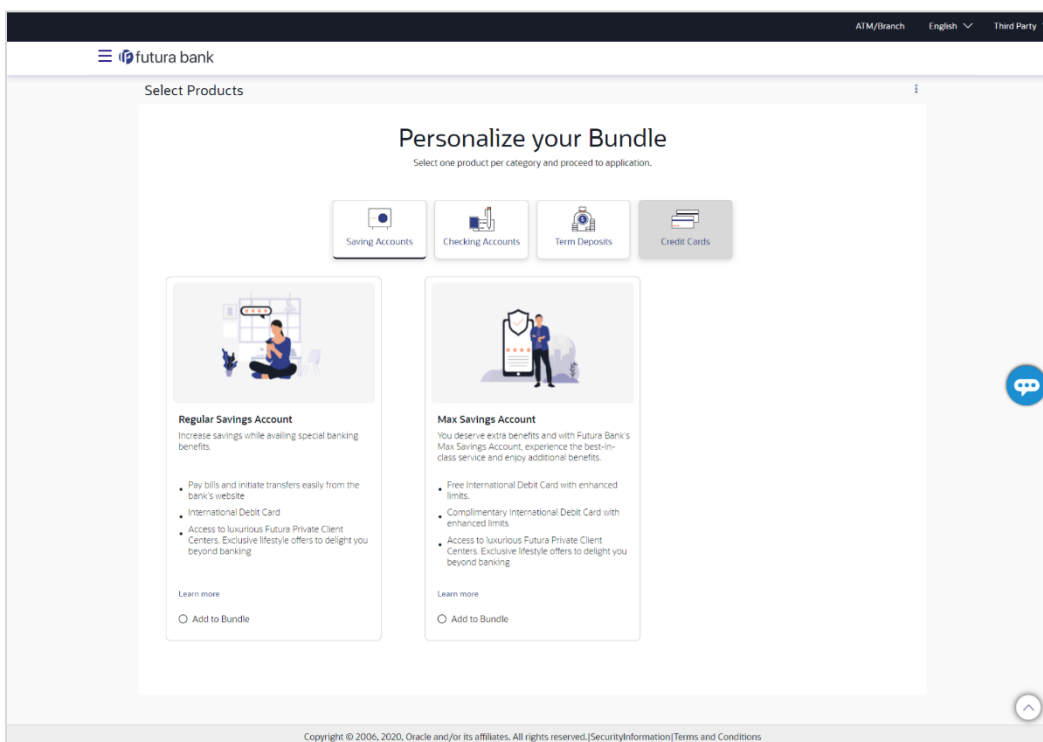 ATM/Branch English Third Party
futura bank
Select Products
Personalize your Bundle
Select one product per category and proceed to application.
Saving Accounts Checking Accounts Term Deposits Credit Cards
Regular Savings Account
Increase savings while availing special banking
benefits.
• Pay bills and initiate transfers easily from the
bank's website
• International Debit Card
• Access to luxurious Futura Private Client
Centers. Exclusive lifestyle offers to delight you
beyond banking
Learn more
Add to Bundle
Max Savings Account
You deserve extra benefits and with Futura Bank's
Max Savings Account, experience the best-in-
class service and enjoy additional benefits.
• Free International Debit Card with enhanced
limits.
• Complimentary International Debit Card with
enhanced limits
• Access to luxurious Futura Private Client
Centers. Exclusive lifestyle offers to delight you
beyond banking
Learn more
Add to Bundle
Copyright © 2006, 2020, Oracle and/or its affiliates. All rights reserved.|SecurityInformation|Terms and Conditions